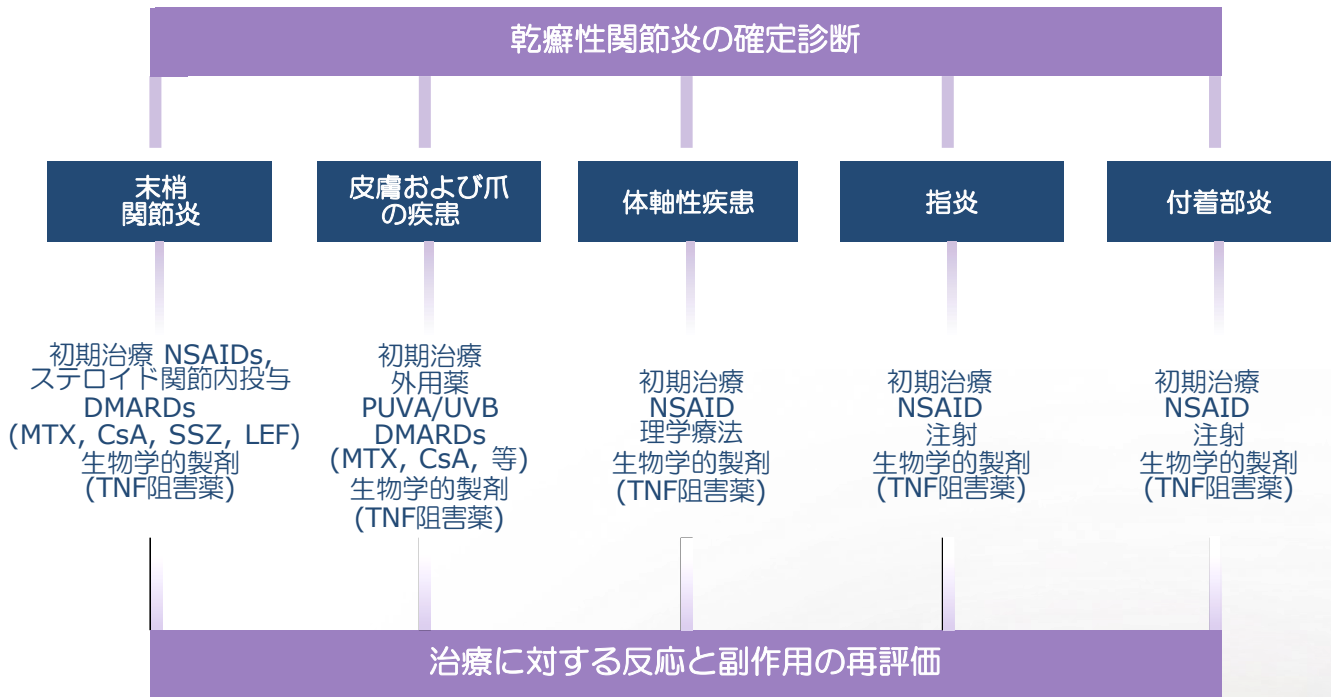 乾癬性関節炎の確定診断
末梢
関節炎
皮膚および爪
の疾患
体軸性疾患
指炎
付着部炎
初期治療 NSAIDs,
ステロイド関節内投与
DMARDs
(MTX, CsA, SSZ, LEF)
生物学的製剤
(TNF阻害薬)
初期治療
外用薬
PUVA/UVB
DMARDs
(MTX, CsA, 等)
生物学的製剤
(TNF阻害薬)
初期治療
NSAID
理学療法
生物学的製剤
(TNF阻害薬)
初期治療
NSAID
注射
生物学的製剤
(TNF阻害薬)
初期治療
NSAID
注射
生物学的製剤
(TNF阻害薬)
治療に対する反応と副作用の再評価